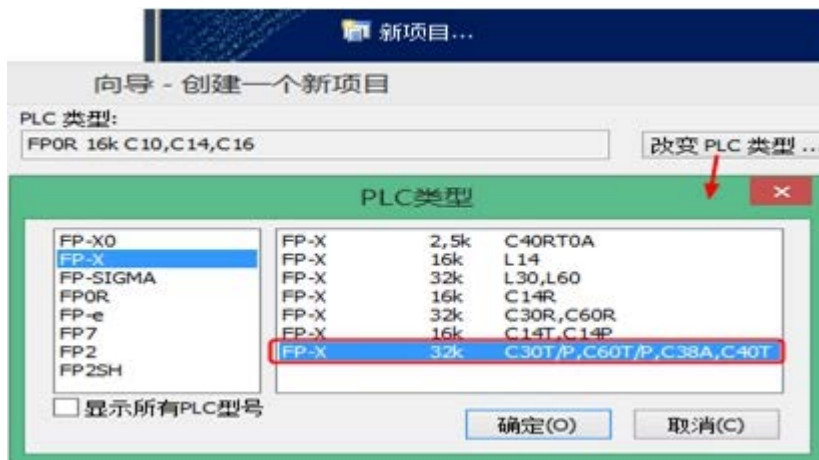 新项目...
向导 - 创建一个新项目
PLC 类型:
FP0R 16k C10,C14,C16
改变 PLC 类型 ...
PLC类型
FP-X0
FP-X
FP-SIGMA
FP0R
FP-e
FP7
FP2
FP2SH
FP-X 2,5k C40RT0A
FP-X 16k L14
FP-X 32k L30,L60
FP-X 16k C14R
FP-X 32k C30R,C60R
FP-X 16k C14T,C14P
FP-X 32k C30T/P,C60T/P,C38A,C40T
显示所有PLC型号
确定(O)
取消(C)